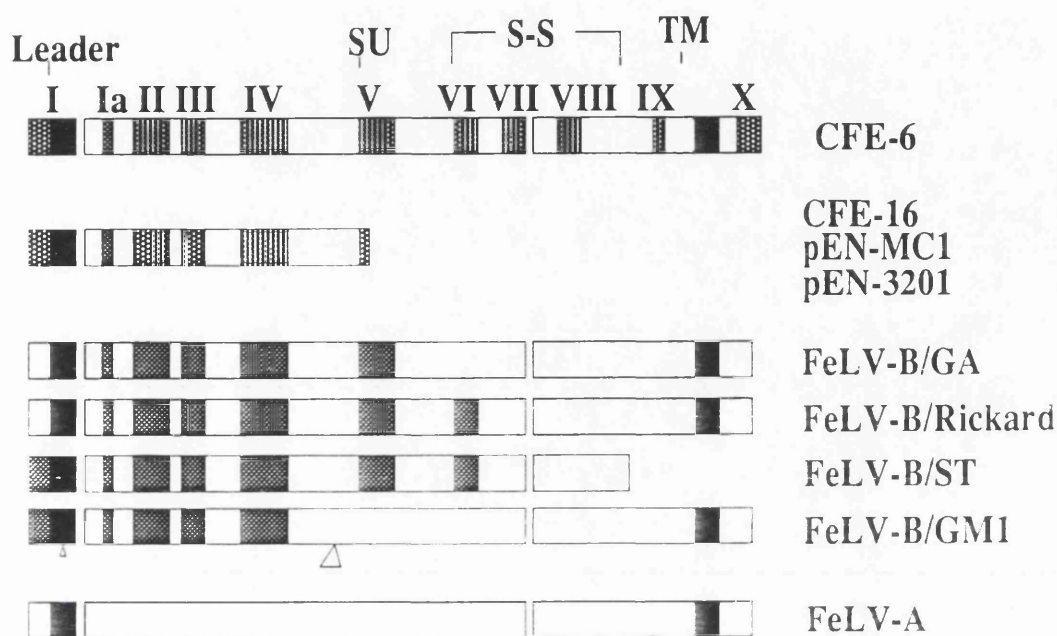 Leader SU S-S TM
I Ia II III IV V VI VII VIII IX X
CFE-6
CFE-16
pEN-MC1
pEN-3201
FeLV-B/GA
FeLV-B/Rickard
FeLV-B/ST
FeLV-B/GM1
FeLV-A